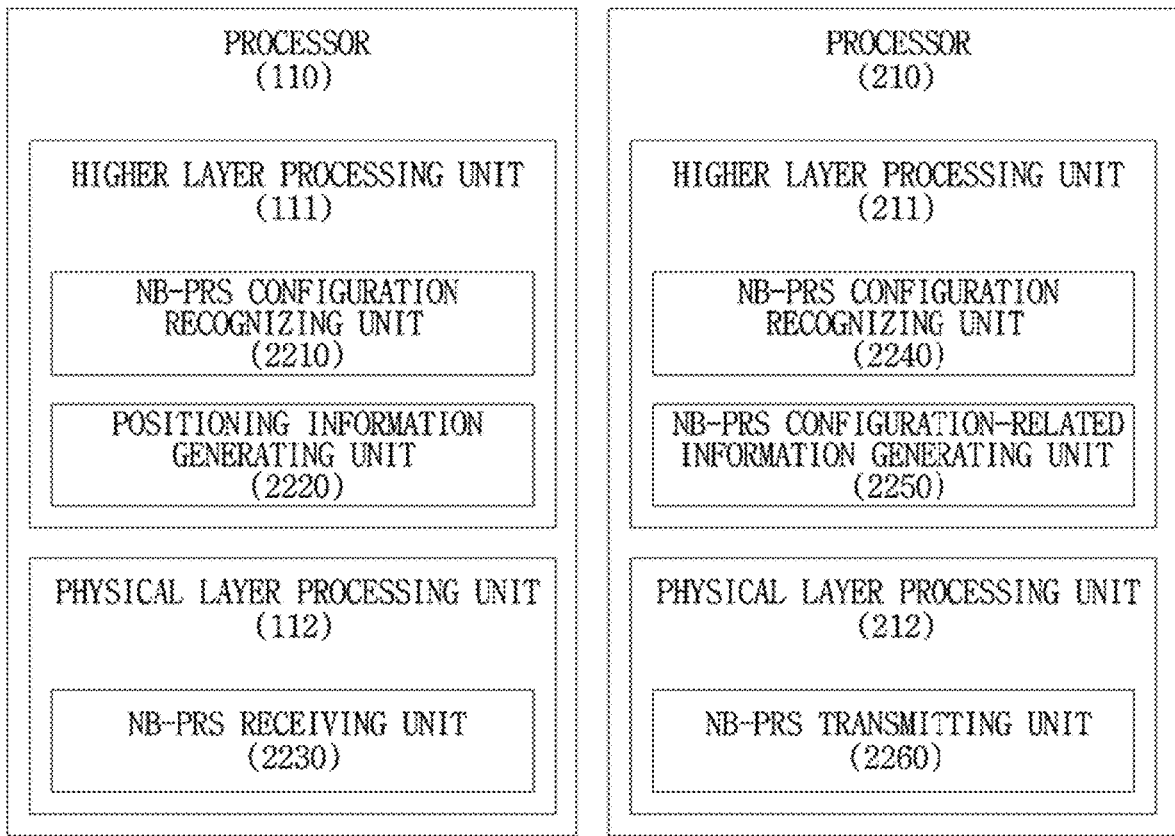 PROCESSOR
(110)
HIGHER LAYER PROCESSING UNIT
(111)
NB-PRS CONFIGURATION
RECOGNIZING UNIT
(2210)
POSITIONING INFORMATION
GENERATING UNIT
(2220)
PHYSICAL LAYER PROCESSING UNIT
(112)
NB-PRS RECEIVING UNIT
(2230)
PROCESSOR
(210)
HIGHER LAYER PROCESSING UNIT
(211)
NB-PRS CONFIGURATION
RECOGNIZING UNIT
(2240)
NB-PRS CONFIGURATION-RELATED
INFORMATION GENERATING UNIT
(2250)
PHYSICAL LAYER PROCESSING UNIT
(212)
NB-PRS TRANSMITTING UNIT
(2260)